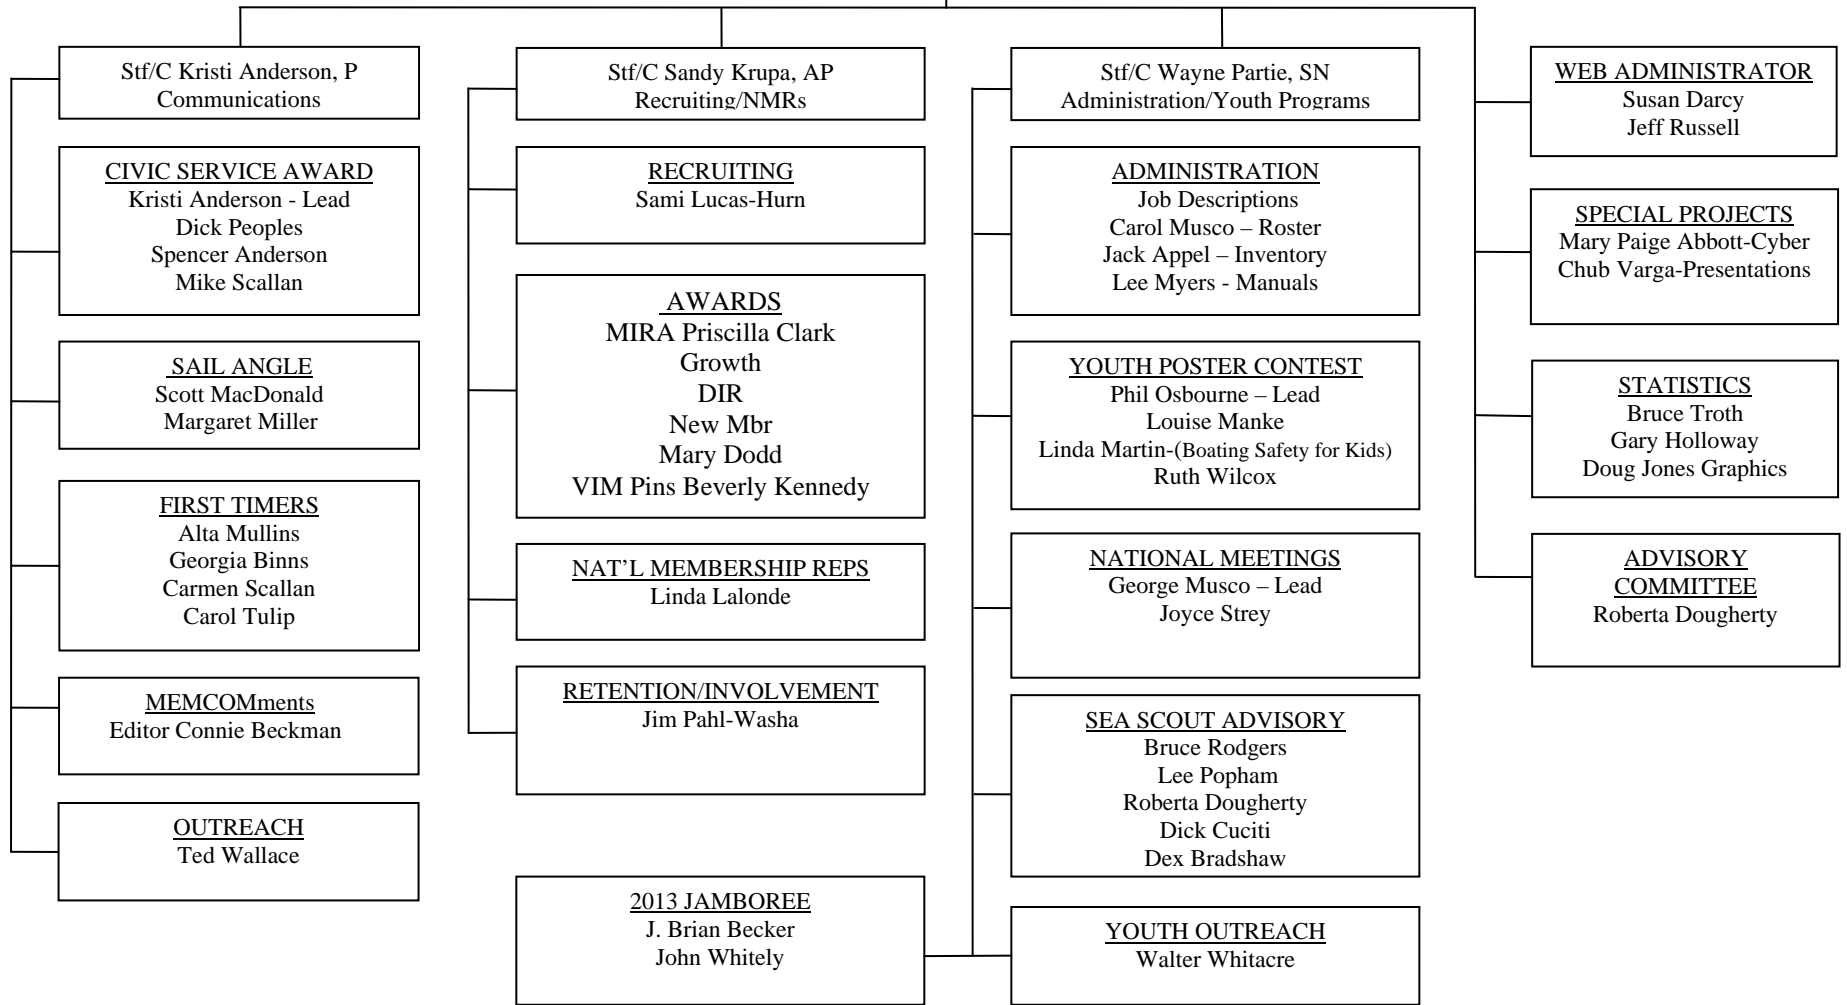 Stf/C Kristi Anderson, P
Communications
CIVIC SERVICE AWARD
Kristi Anderson - Lead
Dick Peoples
Spencer Anderson
Mike Scallan
SAIL ANGLE
Scott MacDonald
Margaret Miller
FIRST TIMERS
Alta Mullins
Georgia Binns
Carmen Scallan
Carol Tulip
MEMCOMments
Editor Connie Beckman
OUTREACH
Ted Wallace
Stf/C Sandy Krupa, AP
Recruiting/NMRs
RECRUITING
Sami Lucas-Hurn
AWARDS
MIRA Priscilla Clark
Growth
DIR
New Mbr
Mary Dodd
VIM Pins Beverly Kennedy
NAT’L MEMBERSHIP REPS
Linda Lalonde
RETENTION/INVOLVEMENT
Jim Pahl-Washa
2013 JAMBOREE
J. Brian Becker
John Whitely
Stf/C Wayne Partie, SN
Administration/Youth Programs
ADMINISTRATION
Job Descriptions
Carol Musco – Roster
Jack Appel – Inventory
Lee Myers - Manuals
YOUTH POSTER CONTEST
Phil Osbourne – Lead
Louise Manke
Linda Martin-(Boating Safety for Kids)
Ruth Wilcox
NATIONAL MEETINGS
George Musco – Lead
Joyce Strey
SEA SCOUT ADVISORY
Bruce Rodgers
Lee Popham
Roberta Dougherty
Dick Cuciti
Dex Bradshaw
YOUTH OUTREACH
Walter Whitacre
WEB ADMINISTRATOR
Susan Darcy
Jeff Russell
SPECIAL PROJECTS
Mary Paige Abbott-Cyber
Chub Varga-Presentations
STATISTICS
Bruce Troth
Gary Holloway
Doug Jones Graphics
ADVISORY
COMMITTEE
Roberta Dougherty